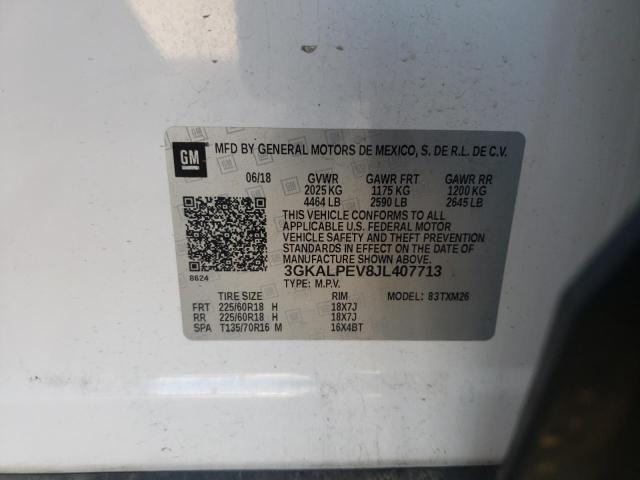 GM
MFD BY GENERAL MOTORS DE MEXICO, S. DE R.L. DE C.V.
06/18 GVWR GAWR FRT GAWR RR
2025 KG 1175 KG 1200 KG
4464 LB 2590 LB 2645 LB
THIS VEHICLE CONFORMS TO ALL
APPLICABLE U.S. FEDERAL MOTOR
VEHICLE SAFETY AND THEFT PREVENTION
STANDARDS IN EFFECT ON THE DATE OF
MANUFACTURE SHOWN ABOVE.
8624 3GKALPEV8JL407713
TYPE: M.P.V.
TIRE SIZE RIM MODEL: 83TXM26
FRT 225/60R18 H 18X7J
RR 225/60R18 H 18X7J
SPA T135/70R16 M 16X4BT